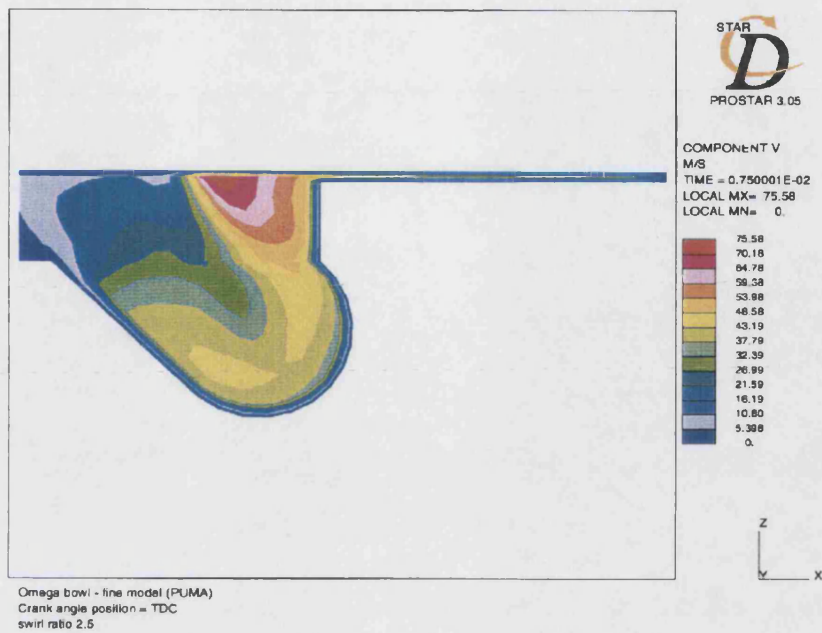 STAR
D
PROSTAR 3.05
COMPONENT V
M/S
TIME = 0.750001E-02
LOCAL MX= 75.58
LOCAL MN= 0.
75.58
70.18
64.78
59.38
53.98
48.58
43.19
37.79
32.39
26.99
21.59
16.19
10.80
5.398
0.
Z
Y X
Omega bowl - fine model (PUMA)
Crank angle position = TDC
swirl ratio 2.5